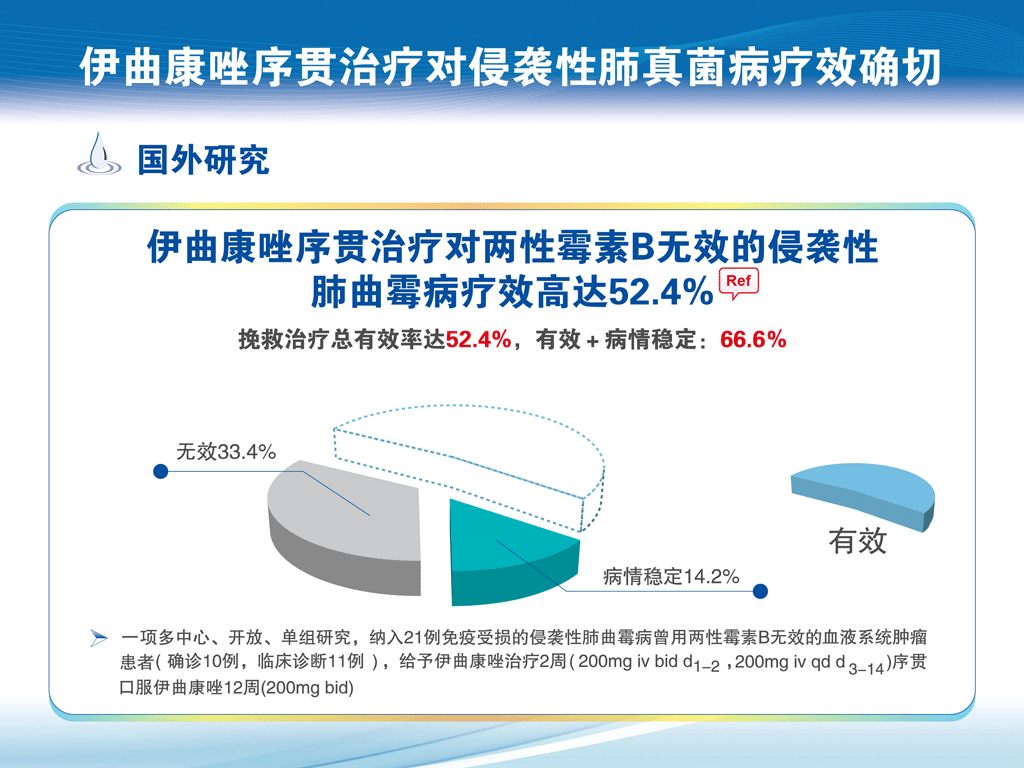 伊曲康唑序贯治疗对侵袭性肺真菌病疗效确切
国外研究
伊曲康唑序贯治疗对两性霉素B无效的侵袭性
肺曲霉病疗效高达52.4%
Ref
挽救治疗总有效率达52.4%，有效＋病情稳定：66.6%
无效33.4%
有效
病情稳定14.2%
一项多中心、开放、单组研究，纳入21例免疫受损的侵袭性肺曲霉病曾用两性霉素B无效的血液系统肿瘤
患者( 确诊10例，临床诊断11例 )，给予伊曲康唑治疗2周( 200mg iv bid d1–2 ，200mg iv qd d 3–14)序贯
口服伊曲康唑12周(200mg bid)